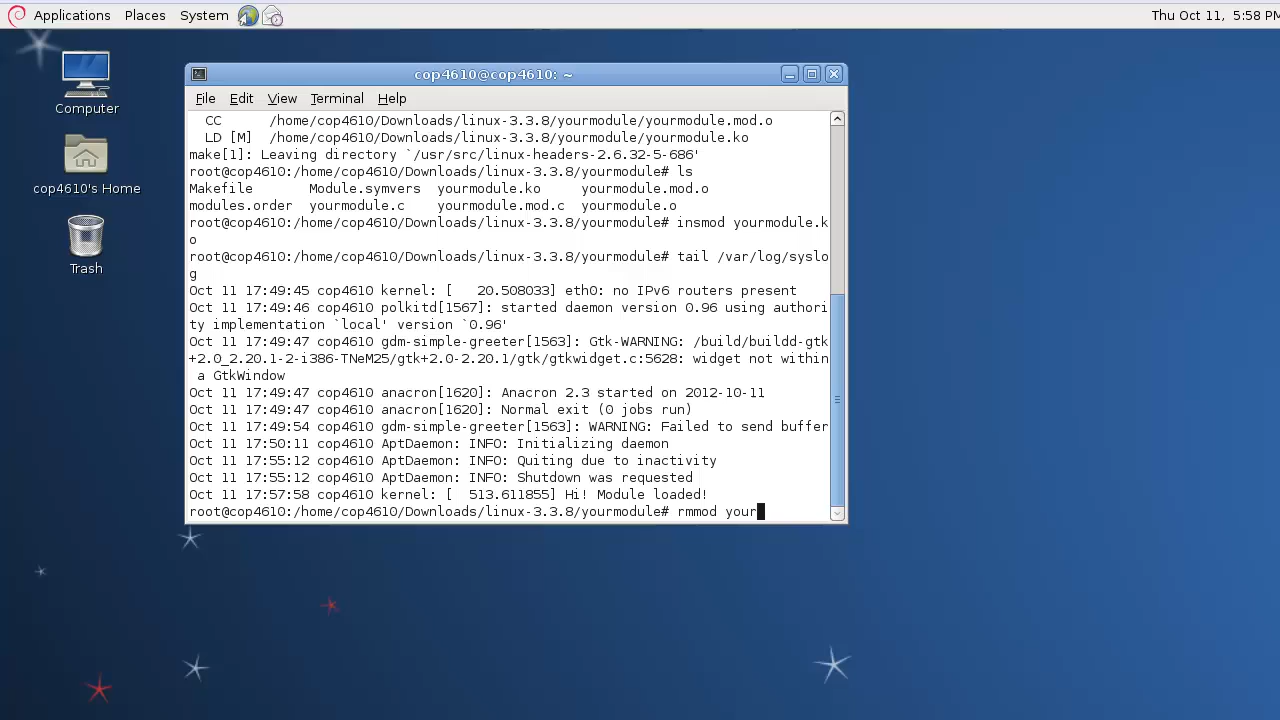 Applications Places System Thu Oct 11, 5:58 PM
Computer
cop4610's Home
Trash
cop4610@cop4610: ~
File Edit View Terminal Help
CC /home/cop4610/Downloads/linux-3.3.8/yourmodule/yourmodule.mod.o
LD [M] /home/cop4610/Downloads/linux-3.3.8/yourmodule/yourmodule.ko
make[1]: Leaving directory `/usr/src/linux-headers-2.6.32-5-686'
root@cop4610:/home/cop4610/Downloads/linux-3.3.8/yourmodule# ls
Makefile Module.symvers yourmodule.ko yourmodule.mod.o
modules.order yourmodule.c yourmodule.mod.c yourmodule.o
root@cop4610:/home/cop4610/Downloads/linux-3.3.8/yourmodule# insmod yourmodule.k
o
root@cop4610:/home/cop4610/Downloads/linux-3.3.8/yourmodule# tail /var/log/syslo
g
Oct 11 17:49:45 cop4610 kernel: [ 20.508033] eth0: no IPv6 routers present
Oct 11 17:49:46 cop4610 polkitd[1567]: started daemon version 0.96 using authori
ty implementation `local' version `0.96'
Oct 11 17:49:47 cop4610 gdm-simple-greeter[1563]: Gtk-WARNING: /build/buildd-gtk
+2.0_2.20.1-2-i386-TNeM25/gtk+2.0-2.20.1/gtk/gtkwidget.c:5628: widget not within
a GtkWindow
Oct 11 17:49:47 cop4610 anacron[1620]: Anacron 2.3 started on 2012-10-11
Oct 11 17:49:47 cop4610 anacron[1620]: Normal exit (0 jobs run)
Oct 11 17:49:54 cop4610 gdm-simple-greeter[1563]: WARNING: Failed to send buffer
Oct 11 17:50:11 cop4610 AptDaemon: INFO: Initializing daemon
Oct 11 17:55:12 cop4610 AptDaemon: INFO: Quiting due to inactivity
Oct 11 17:55:12 cop4610 AptDaemon: INFO: Shutdown was requested
Oct 11 17:57:58 cop4610 kernel: [ 513.611855] Hi! Module loaded!
root@cop4610:/home/cop4610/Downloads/linux-3.3.8/yourmodule# rmmod your